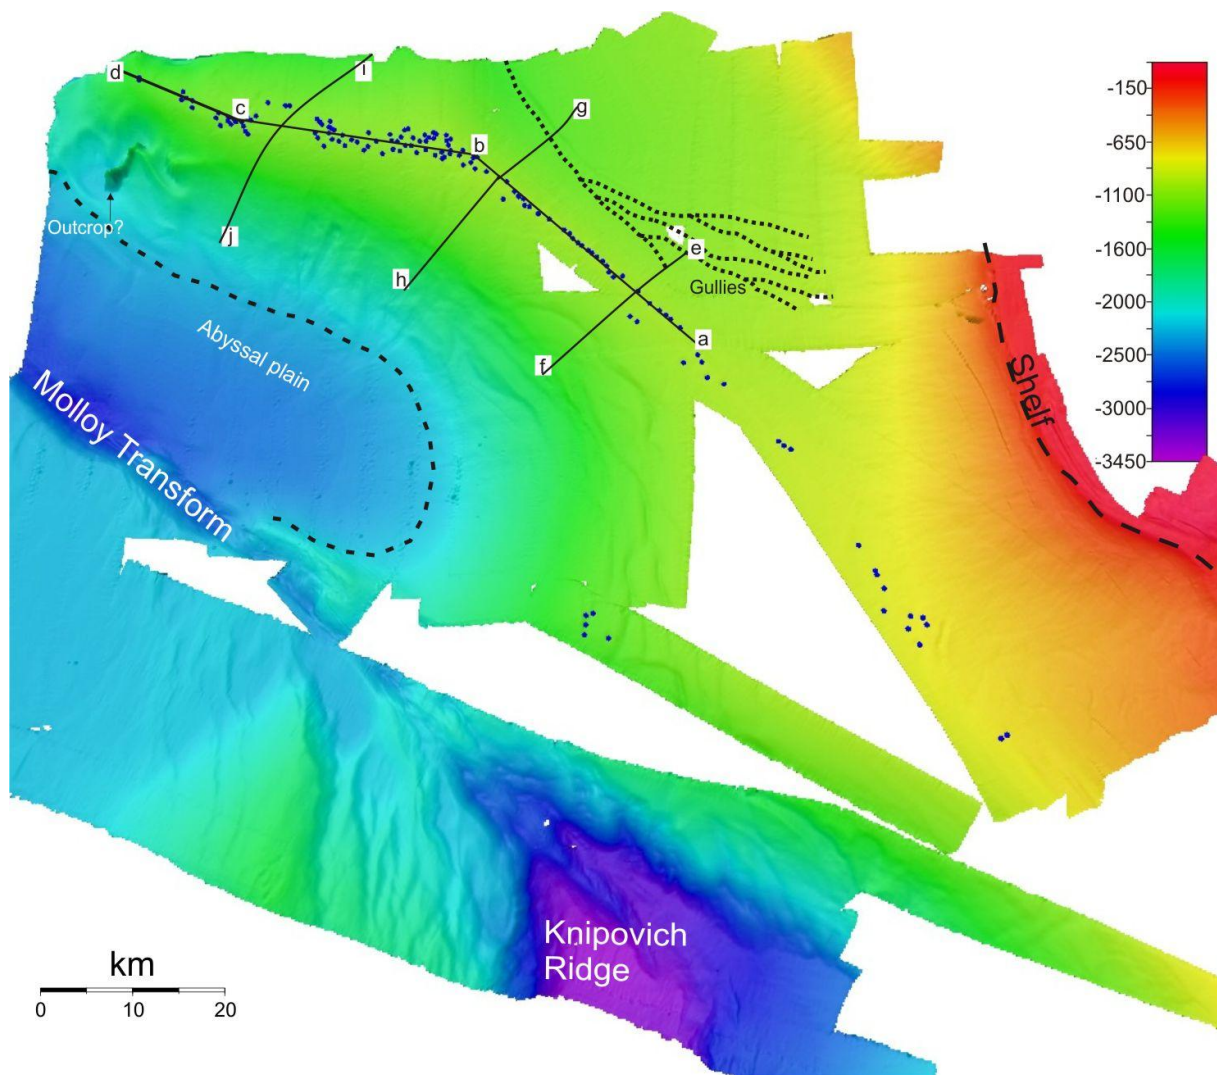 d
i
c
g
b
j
Outcrop?
e
h
Gullies
a
f
Abyssal plain
Molloy Transform
Shelf
-150
-650
-1100
-1600
-2000
-2500
-3000
-3450
Knipovich
Ridge
km
0 10 20